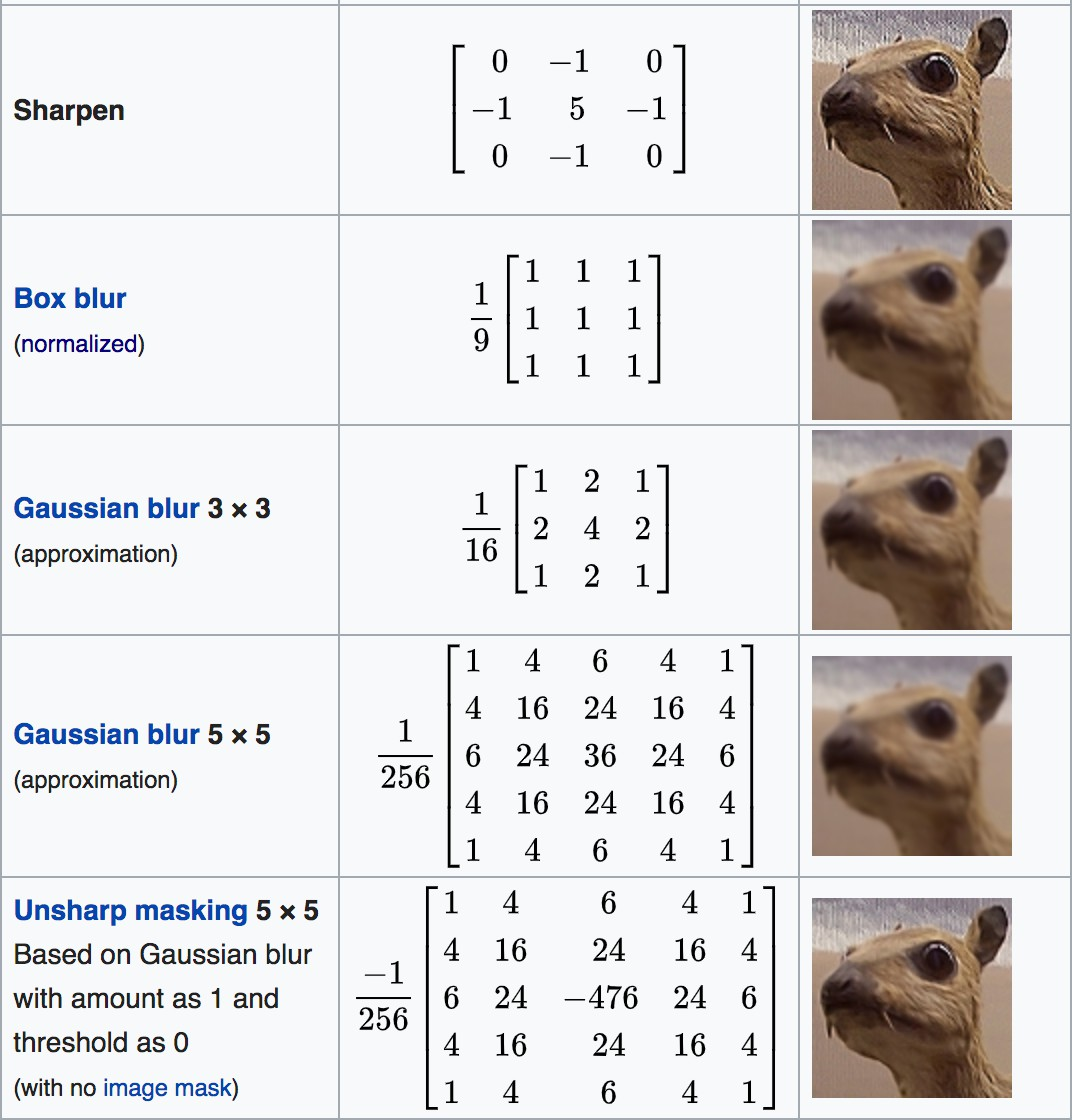 Sharpen
0 −1 0
−1 5 −1
0 −1 0
Box blur
(normalized)
1
9
1 1 1
1 1 1
1 1 1
Gaussian blur 3 × 3
(approximation)
1
16
1 2 1
2 4 2
1 2 1
Gaussian blur 5 × 5
(approximation)
1
256
1 4 6 4 1
4 16 24 16 4
6 24 36 24 6
4 16 24 16 4
1 4 6 4 1
Unsharp masking 5 × 5
Based on Gaussian blur
with amount as 1 and
threshold as 0
(with no image mask)
−1
256
1 4 6 4 1
4 16 24 16 4
6 24 −476 24 6
4 16 24 16 4
1 4 6 4 1